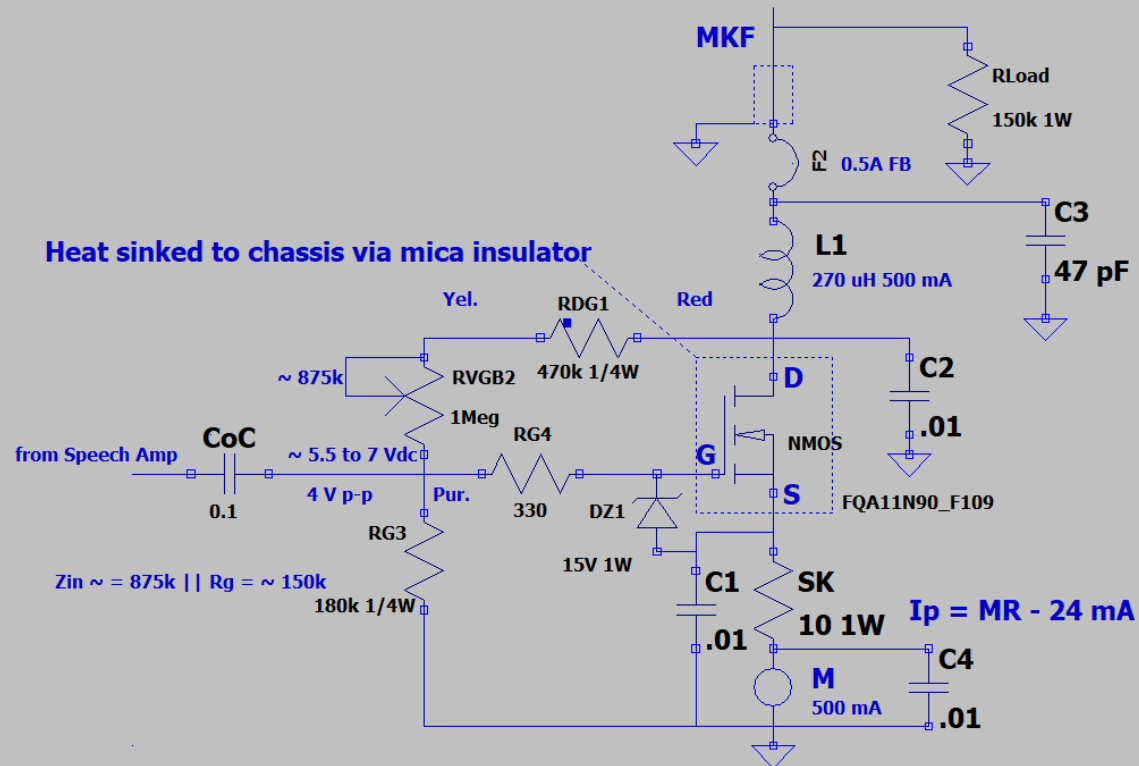 MKF
RLoad
150k 1W
F2
0.5A FB
C3
47 pF
Heat sinked to chassis via mica insulator
L1
270 uH 500 mA
Yel.
RDG1
Red
470k 1/4W
~ 875k
RVGB2
1Meg
D
C2
.01
from Speech Amp
CoC
0.1
~ 5.5 to 7 Vdc
4 V p-p
Pur.
RG4
330
G
NMOS
S
FQA11N90_F109
DZ1
15V 1W
RG3
180k 1/4W
Zin ~ = 875k || Rg = ~ 150k
C1
.01
SK
10 1W
Ip = MR - 24 mA
M
500 mA
C4
.01